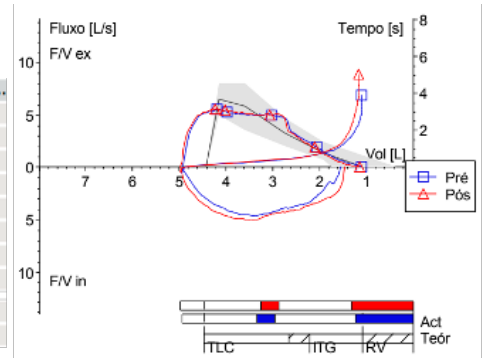 Fluxo [L/s]
Tempo [s]
8
F/V ex
10
6
5
4
2
Vol [L]
0
7
6
5
4
3
2
1
Pré
Pós
5
10
F/V in
Act
Teór
TLC
ITG
RV